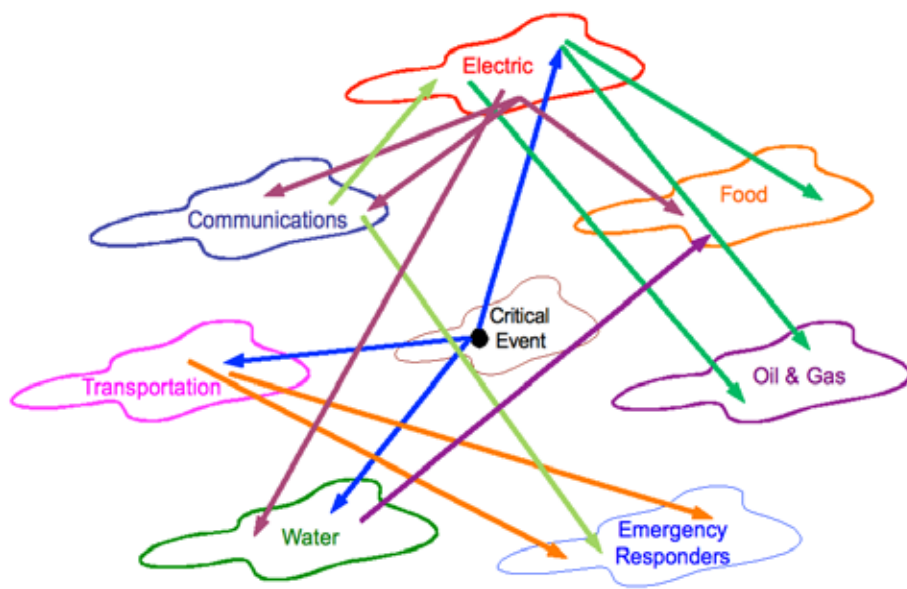 Electric
Communications
Food
Critical
Event
Transportation
Oil & Gas
Water
Emergency
Responders